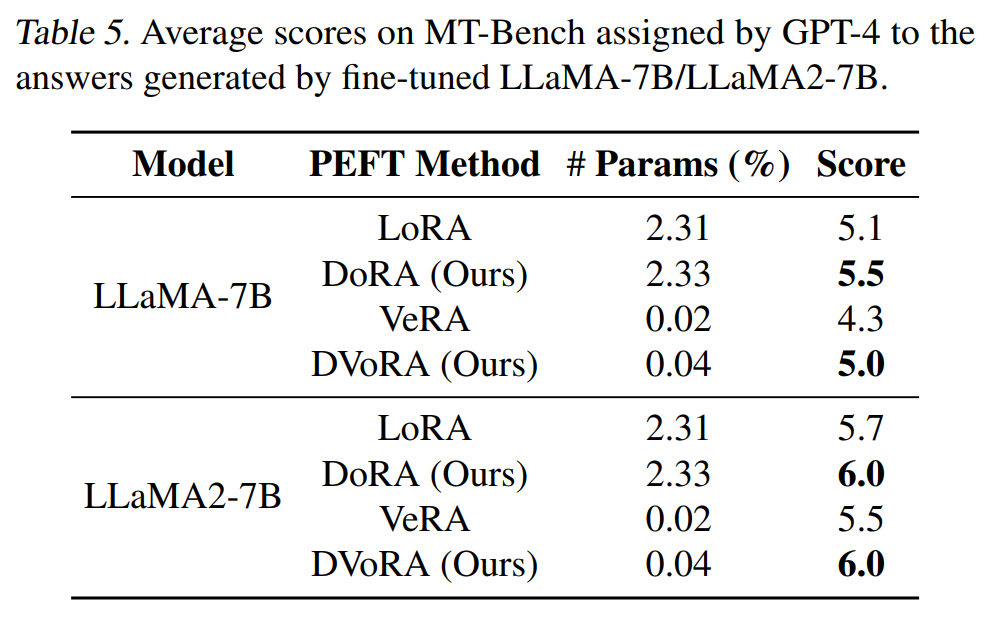 Table 5. Average scores on MT-Bench assigned by GPT-4 to the
answers generated by fine-tuned LLaMA-7B/LLaMA2-7B.
Model PEFT Method # Params (%) Score
LLaMA-7B
LoRA 2.31 5.1
DoRA (Ours) 2.33 5.5
VeRA 0.02 4.3
DVoRA (Ours) 0.04 5.0
LLaMA2-7B
LoRA 2.31 5.7
DoRA (Ours) 2.33 6.0
VeRA 0.02 5.5
DVoRA (Ours) 0.04 6.0